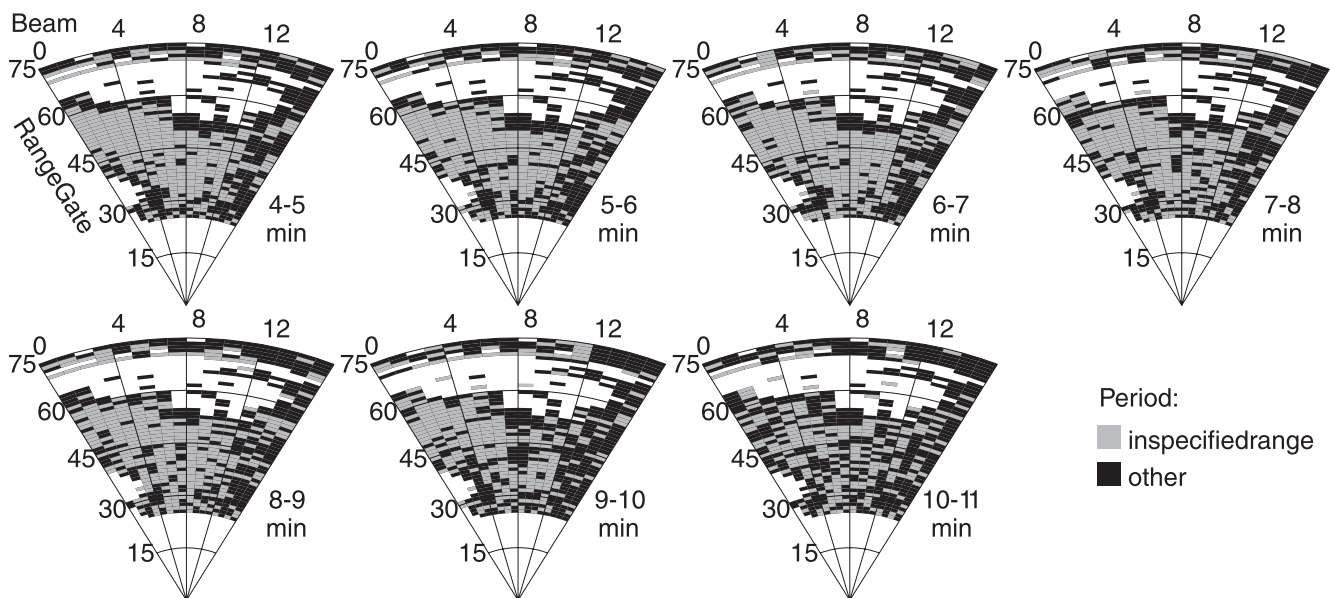 Beam 4 8 12 4 8 12 4 8 12 4 8 12
0 0 0 0
75 75 75 75
60 60 60 60
RangeGate
45 45 45 45
30 4-5 30 5-6 30 6-7 30 7-8
min min min min
15 15 15 15
4 8 12 4 8 12 4 8 12
0 0 0
75 75 75
60 60 60
Period:
inspecifiedrange
45 45 45
other
30 8-9 30 9-10 30 10-11
min min min
15 15 15